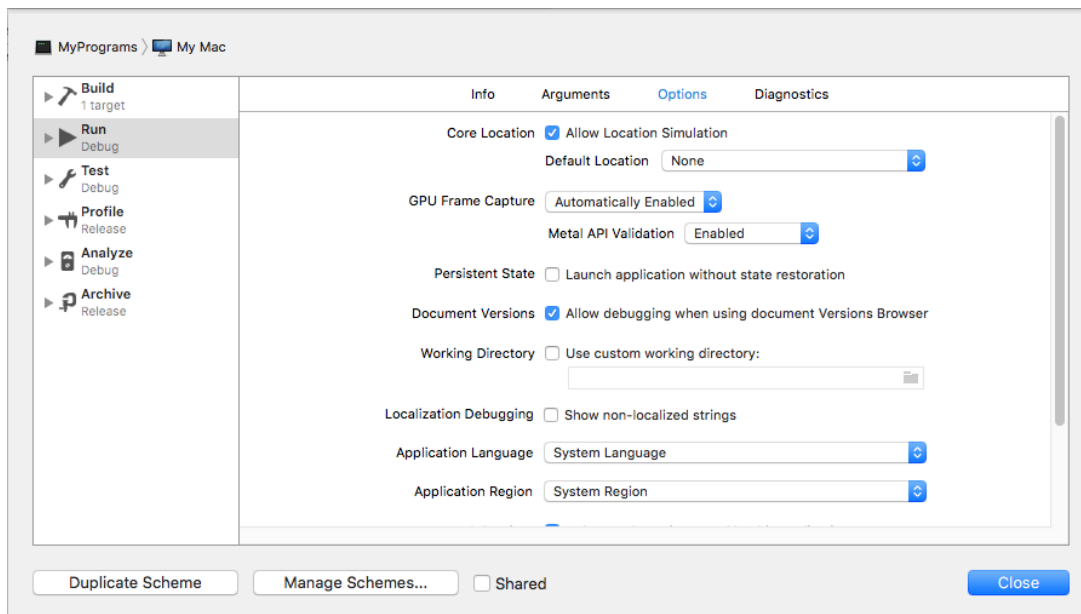 MyPrograms My Mac
Build
1 target
Run
Debug
Test
Debug
Profile
Release
Analyze
Debug
Archive
Release
Info Arguments Options Diagnostics
Core Location Allow Location Simulation
Default Location None
GPU Frame Capture Automatically Enabled
Metal API Validation Enabled
Persistent State Launch application without state restoration
Document Versions Allow debugging when using document Versions Browser
Working Directory Use custom working directory:
Localization Debugging Show non-localized strings
Application Language System Language
Application Region System Region
Duplicate Scheme Manage Schemes... Shared Close